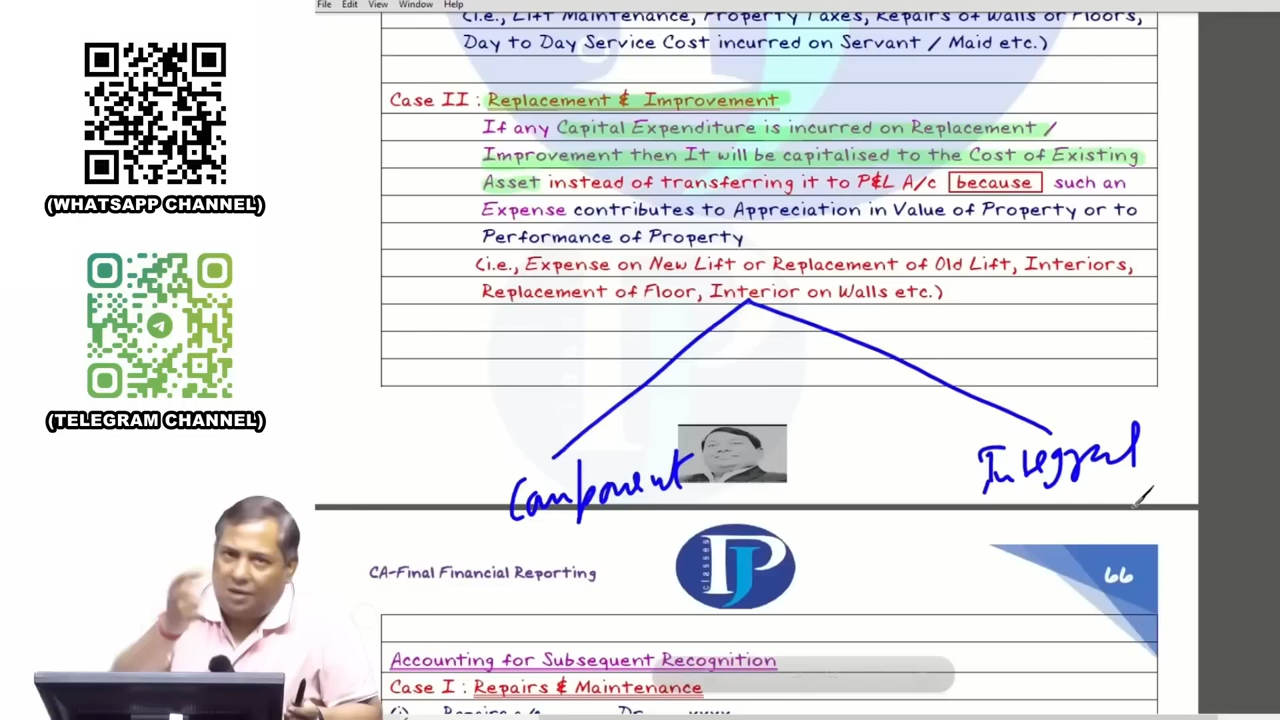 File Edit View Window Help
(i.e., Lift Maintenance, Property Taxes, Repairs of Walls or Floors,
Day to Day Service Cost incurred on Servant / Maid etc.)
Case II : Replacement & Improvement
If any Capital Expenditure is incurred on Replacement /
Improvement then It will be capitalised to the Cost of Existing
Asset instead of transferring it to P&L A/c because such an
Expense contributes to Appreciation in Value of Property or to
Performance of Property
(i.e., Expense on New Lift or Replacement of Old Lift, Interiors,
Replacement of Floor, Interior on Walls etc.)
Component
Integral
(WHATSAPP CHANNEL)
(TELEGRAM CHANNEL)
CA-Final Financial Reporting
PJ classes
66
Accounting for Subsequent Recognition
Case I : Repairs & Maintenance
(i) Repairs a/c Dr. xxxx